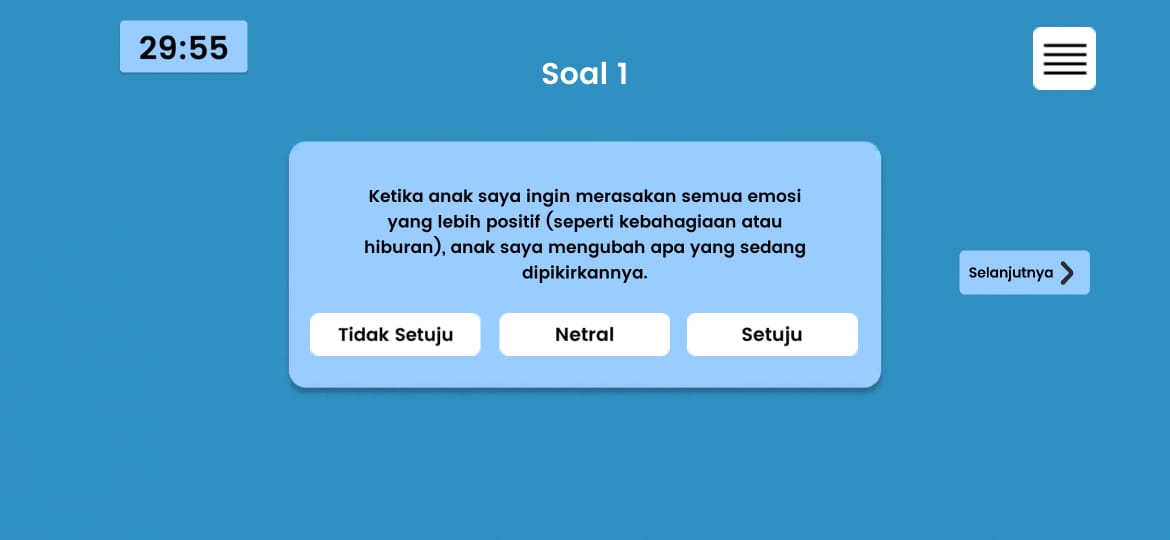 29:55
Soal 1
Ketika anak saya ingin merasakan semua emosi
yang lebih positif (seperti kebahagiaan atau
hiburan), anak saya mengubah apa yang sedang
dipikirkannya.
Tidak Setuju
Netral
Setuju
Selanjutnya